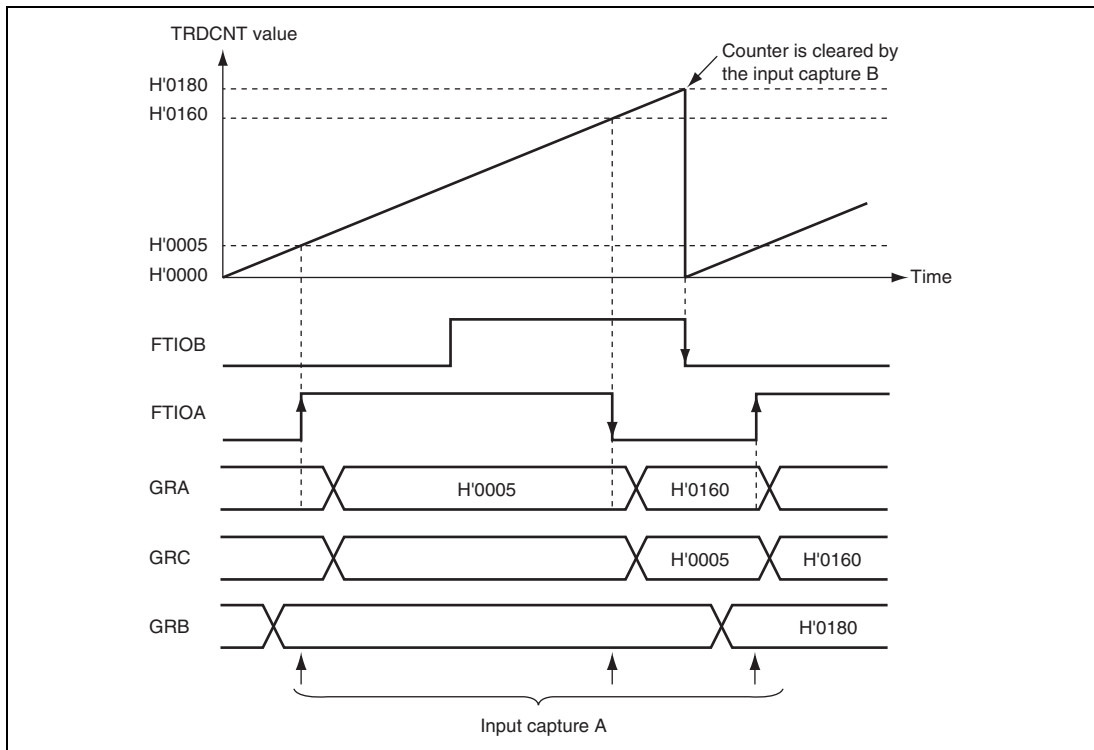 TRDCNT value
Counter is cleared by
the input capture B
H'0180
H'0160
H'0005
H'0000
Time
FTIOB
FTIOA
GRA
H'0005
H'0160
GRC
H'0005
H'0160
GRB
H'0180
Input capture A